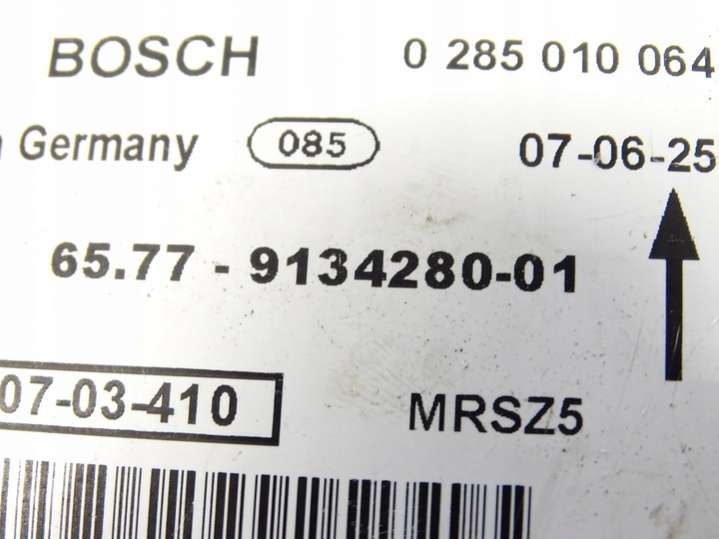 BOSCH 0 285 010 064
Germany 085 07-06-25
65.77 - 9134280-01
07-03-410 MRSZ5